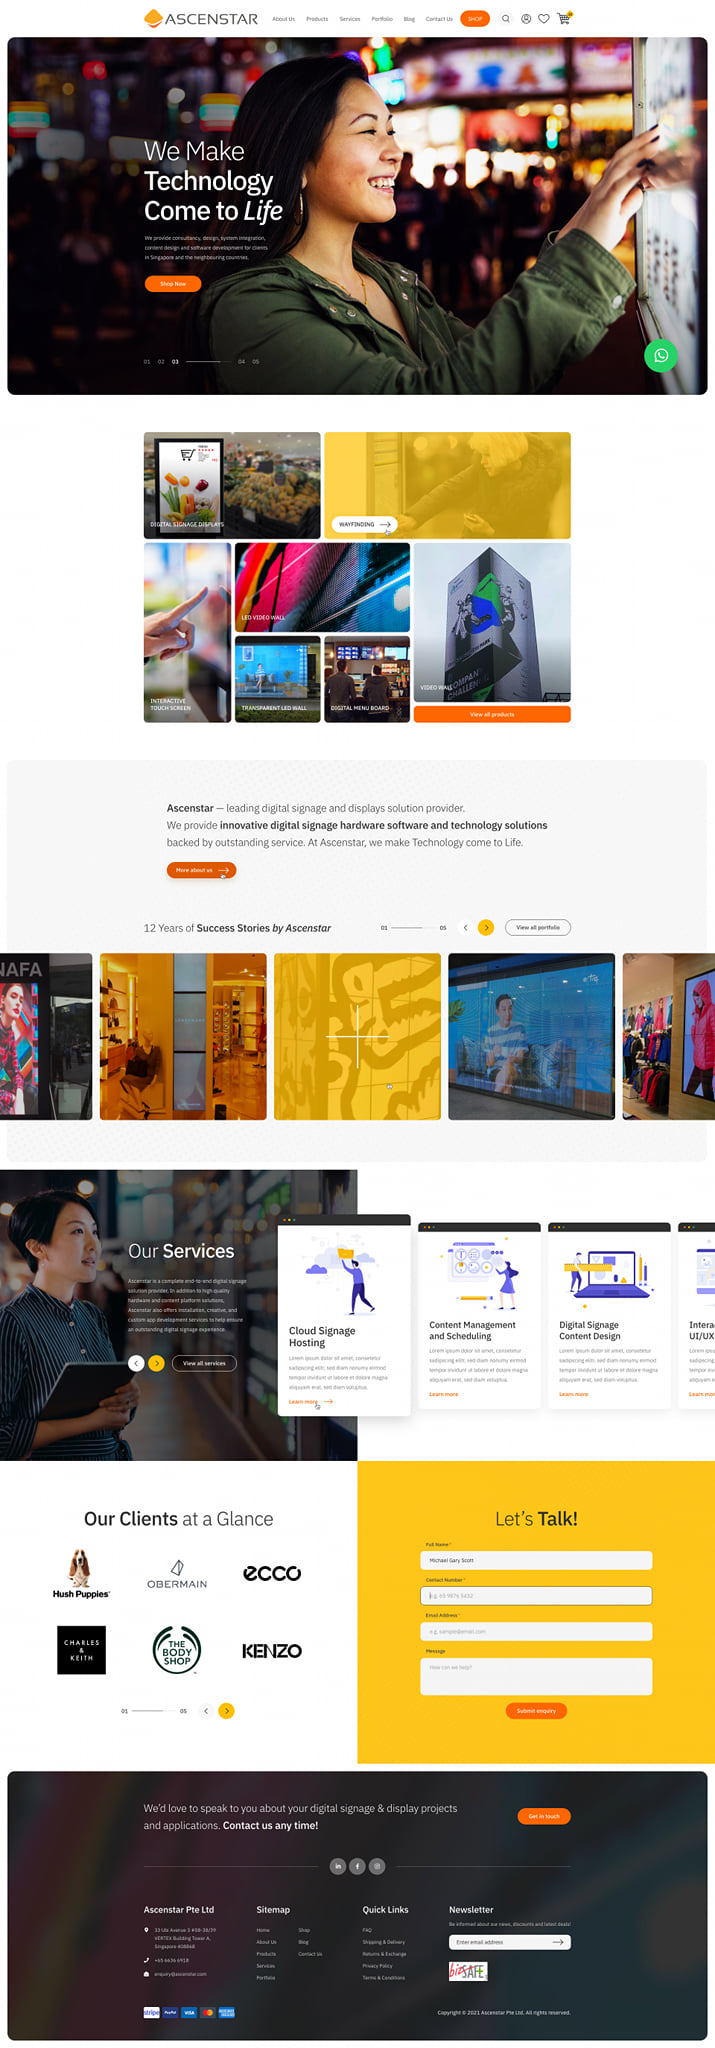 ASCENSTAR
About Us Products Services Portfolio Blog Contact Us SHOP
We Make
Technology
Come to Life
We provide consultancy, design, system integration,
content design and software development for clients
in Singapore and the neighbouring countries.
Shop Now
01 02 03 04 05
DIGITAL SIGNAGE DISPLAYS
WAYFINDING
LED VIDEO WALL
INTERACTIVE
TOUCH SCREEN
TRANSPARENT LED WALL
DIGITAL MENU BOARD
VIDEO WALL
COMPANY
CHALLENGE
View all products
Ascenstar — leading digital signage and displays solution provider.
We provide innovative digital signage hardware software and technology solutions
backed by outstanding service. At Ascenstar, we make Technology come to Life.
More about us
12 Years of Success Stories by Ascenstar
01 05
View all portfolio
NAFA
Our Services
Ascenstar is a complete end-to-end digital signage
solution provider. In addition to high quality
hardware and content platform solutions,
Ascenstar also offers installation, creative, and
custom app development services to help ensure
an outstanding digital signage experience.
View all services
Cloud Signage
Hosting
Lorem ipsum dolor sit amet, consetetur
sadipscing elitr, sed diam nonumy eirmod
tempor invidunt ut labore et dolore magna
aliquyam erat, sed diam voluptua.
Learn more
Content Management
and Scheduling
Lorem ipsum dolor sit amet, consetetur
sadipscing elitr, sed diam nonumy eirmod
tempor invidunt ut labore et dolore magna
aliquyam erat, sed diam voluptua.
Learn more
Digital Signage
Content Design
Lorem ipsum dolor sit amet, consetetur
sadipscing elitr, sed diam nonumy eirmod
tempor invidunt ut labore et dolore magna
aliquyam erat, sed diam voluptua.
Learn more
Intera
UI/UX
Lorem ips
sadipscing
tempor inv
aliquyam e
Learn mor
Our Clients at a Glance
Hush Puppies
OBERMAIN
ecco
CHARLES
&
KEITH
THE
BODY
SHOP
KENZO
01 05
Let's Talk!
Full Name *
Michael Gary Scott
Contact Number *
e.g. 65 9876 5432
Email Address *
e.g. sample@email.com
Message
How can we help?
Submit enquiry
We'd love to speak to you about your digital signage & display projects
and applications. Contact us any time!
Get in touch
Ascenstar Pte Ltd
33 Ubi Avenue 3 #08-38/39
VERTEX Building Tower A,
Singapore 408868
+65 6636 6918
enquiry@ascenstar.com
Sitemap
Home Shop
About Us Blog
Products Contact Us
Services
Portfolio
Quick Links
FAQ
Shipping & Delivery
Returns & Exchange
Privacy Policy
Terms & Conditions
Newsletter
Be informed about our news, discounts and latest deals!
Enter email address
bizSAFE
stripe PayPal VISA
Copyright © 2021 Ascenstar Pte Ltd. All rights reserved.